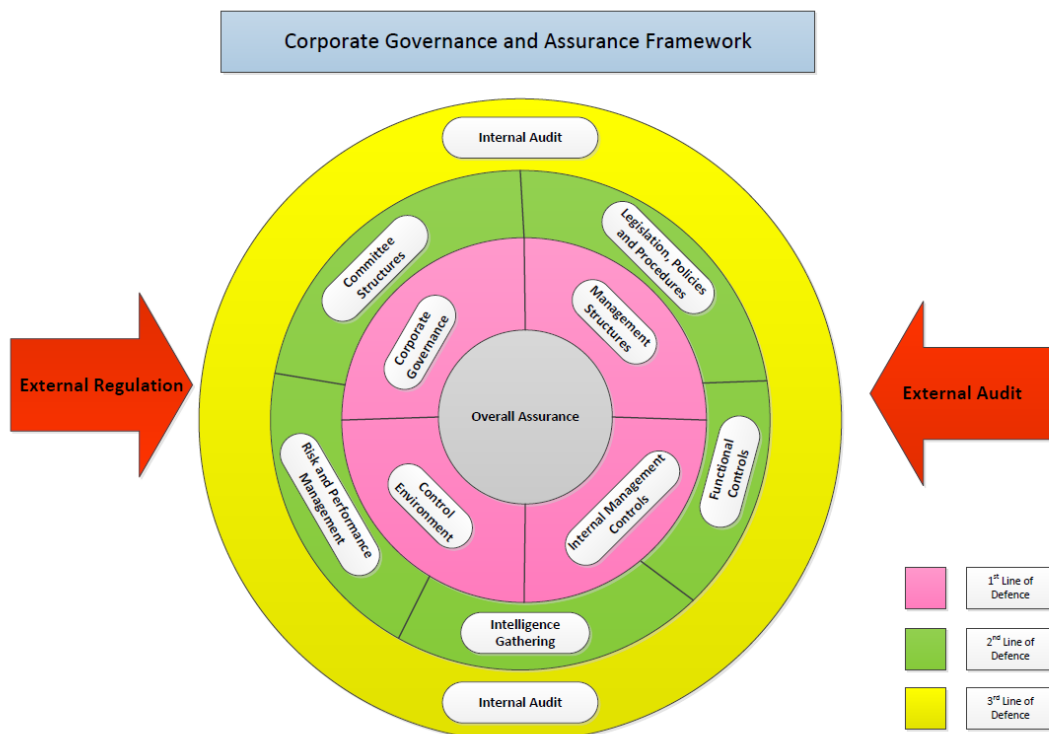 Corporate Governance and Assurance Framework
Internal Audit
Committee
Structures
Legislation, Policies
and Procedures
Corporate
Governance
Management
Structures
External Regulation
Overall Assurance
External Audit
Risk and Performance
Management
Control
Environment
Internal Management
Controls
Functional
Controls
Intelligence
Gathering
Internal Audit
1st Line of
Defence
2nd Line of
Defence
3rd Line of
Defence